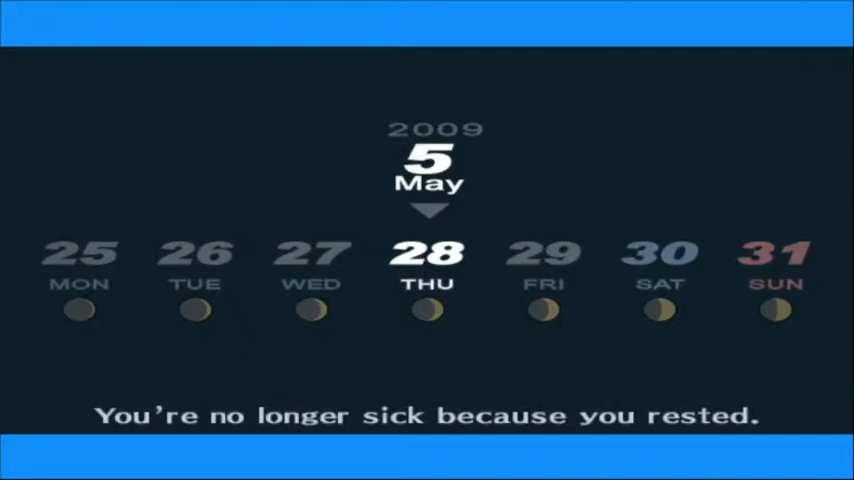 2009
5
May
25 26 27 28 29 30 31
MON TUE WED THU FRI SAT SUN
You're no longer sick because you rested.